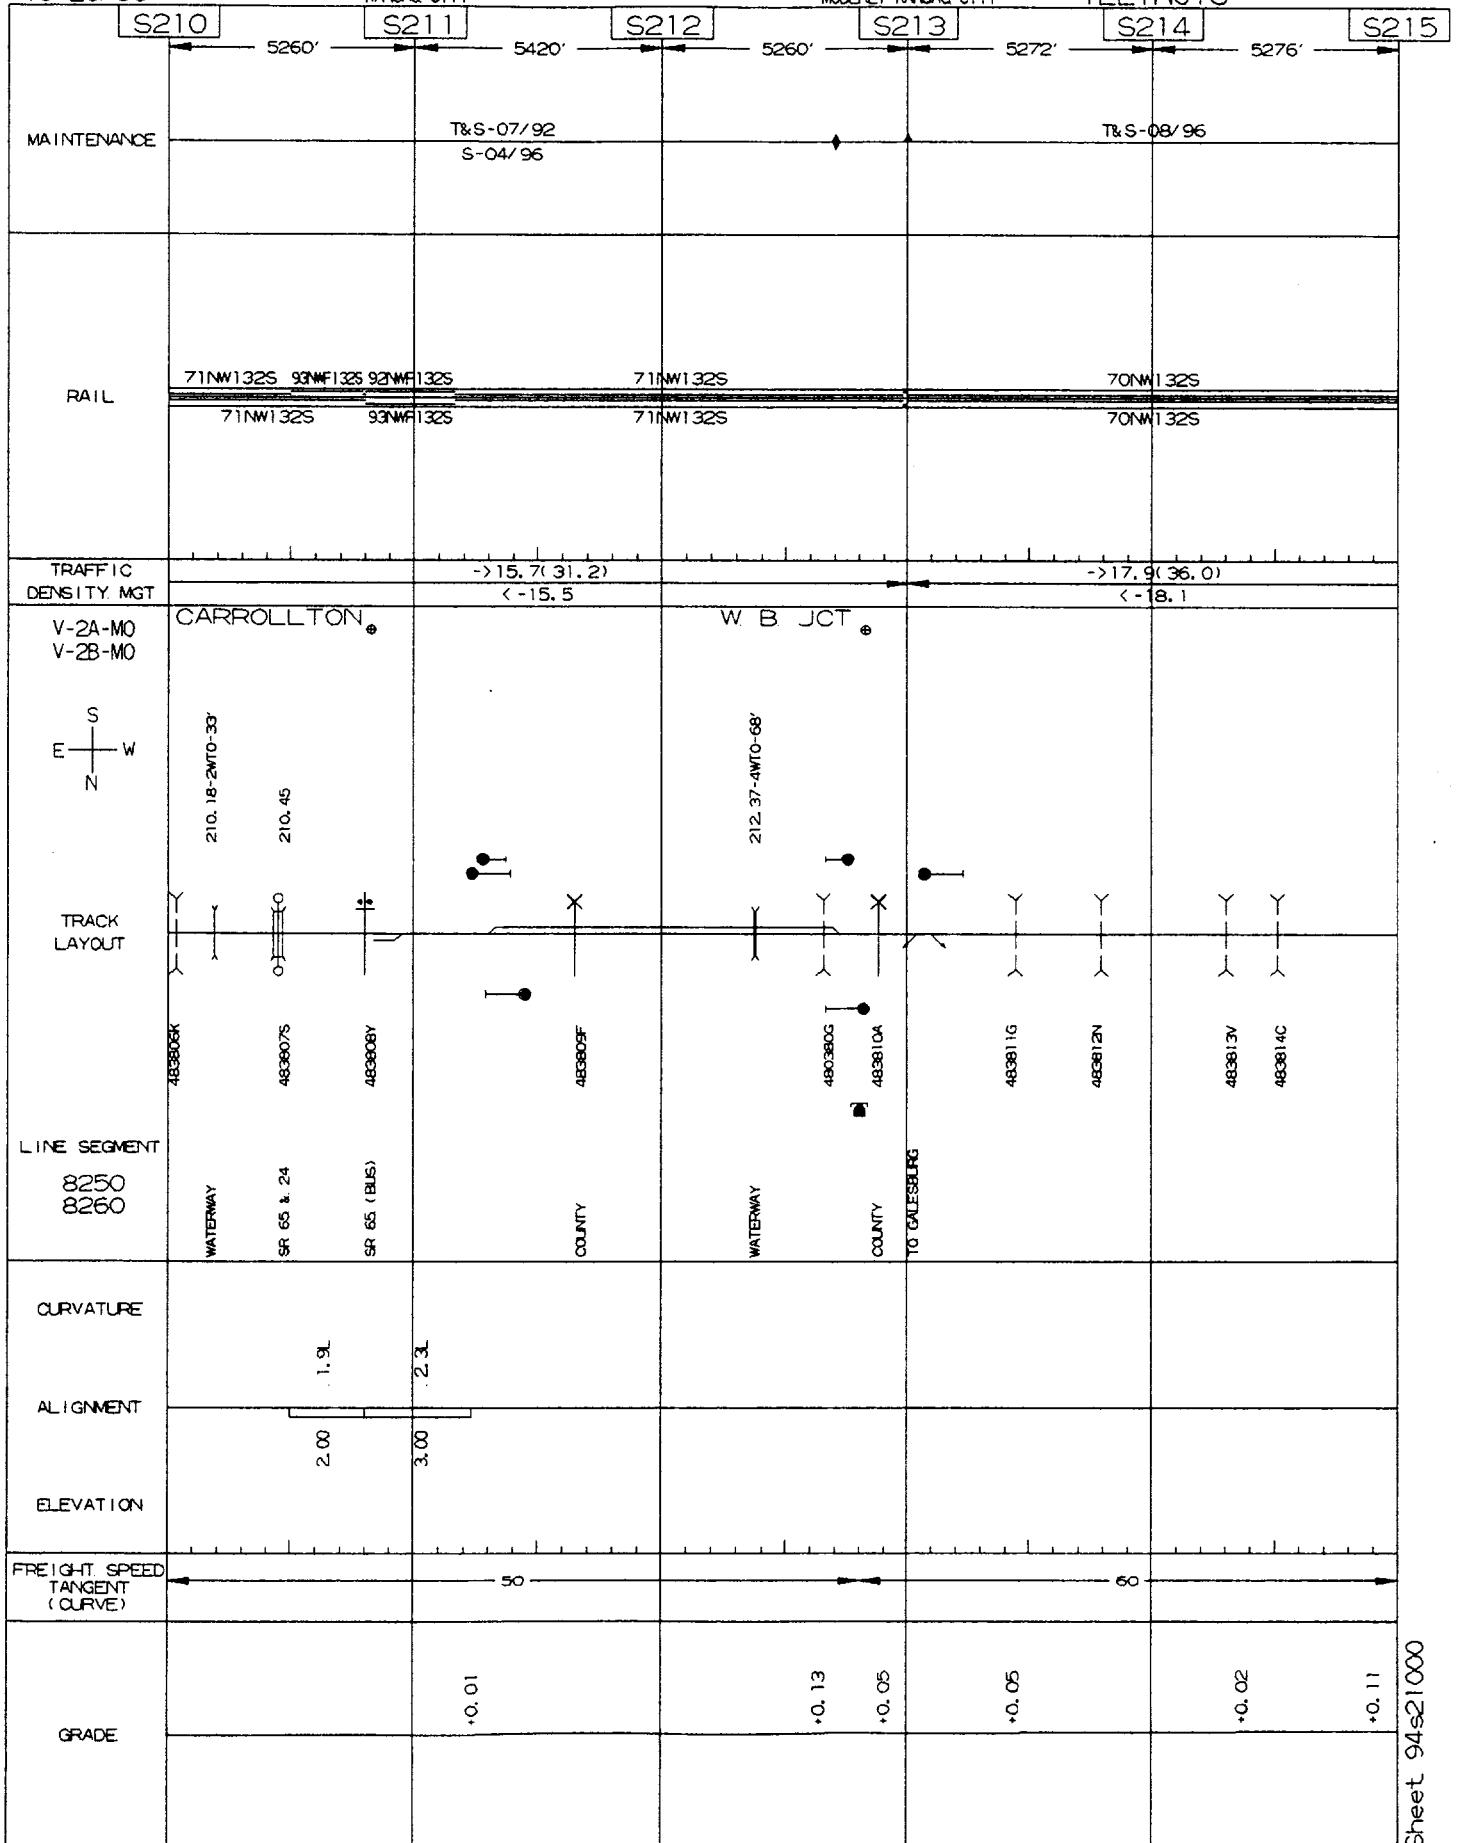 S210 S211 S212 S213 S214 S215
5260' 5420' 5260' 5272' 5276'
MAINTENANCE
T&S-07/92
S-04/96
T&S-08/96
RAIL
71NW132S 93NWF132S 92NWF132S 71NW132S 70NW132S
71NW132S 93NWF132S 71NW132S 70NW132S
TRAFFIC
DENSITY MGT
->15.7(31.2)
<-15.5
->17.9(36.0)
<-18.1
V-2A-MO
V-2B-MO
CARROLLTON
W B JCT
S
E W
N
210.18-2WTO-33'
210.45
212.37-4WTO-68'
TRACK
LAYOUT
483806K
483807S
483808Y
483809F
480380G
483810A
483811G
483812N
483813V
483814C
LINE SEGMENT
8250
8260
WATERWAY
SR 65 & 24
SR 65 (BUS)
COUNTY
WATERWAY
COUNTY
TO GALESBURG
CURVATURE
1.9L
2.3L
ALIGNMENT
2.00
3.00
ELEVATION
FREIGHT SPEED
TANGENT
(CURVE)
50
60
GRADE
+0.01
+0.13
+0.05
+0.05
+0.02
+0.11
Sheet 94s21000